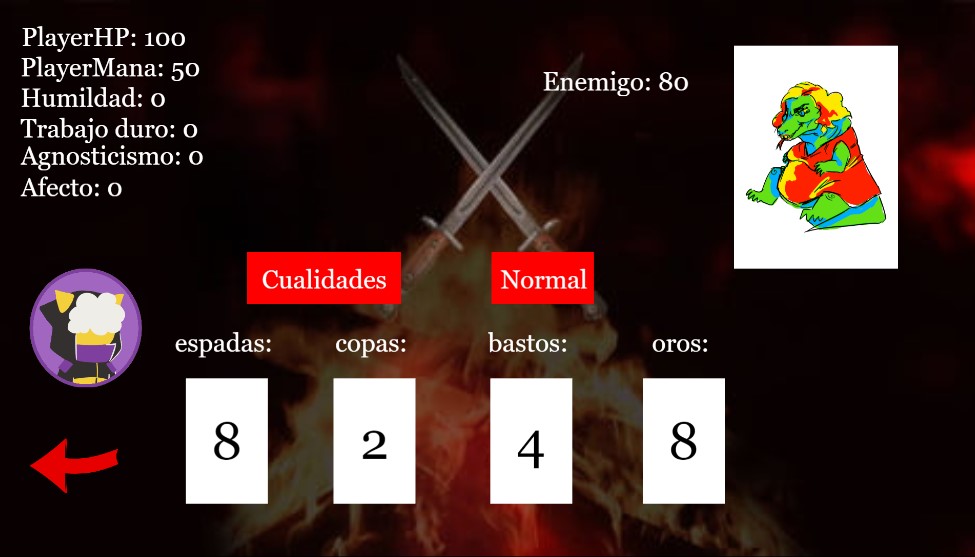 PlayerHP: 100
PlayerMana: 50
Humildad: 0
Trabajo duro: 0
Agnosticismo: 0
Afecto: 0
Enemigo: 80
Cualidades
Normal
espadas:
copas:
bastos:
oros:
8
2
4
8